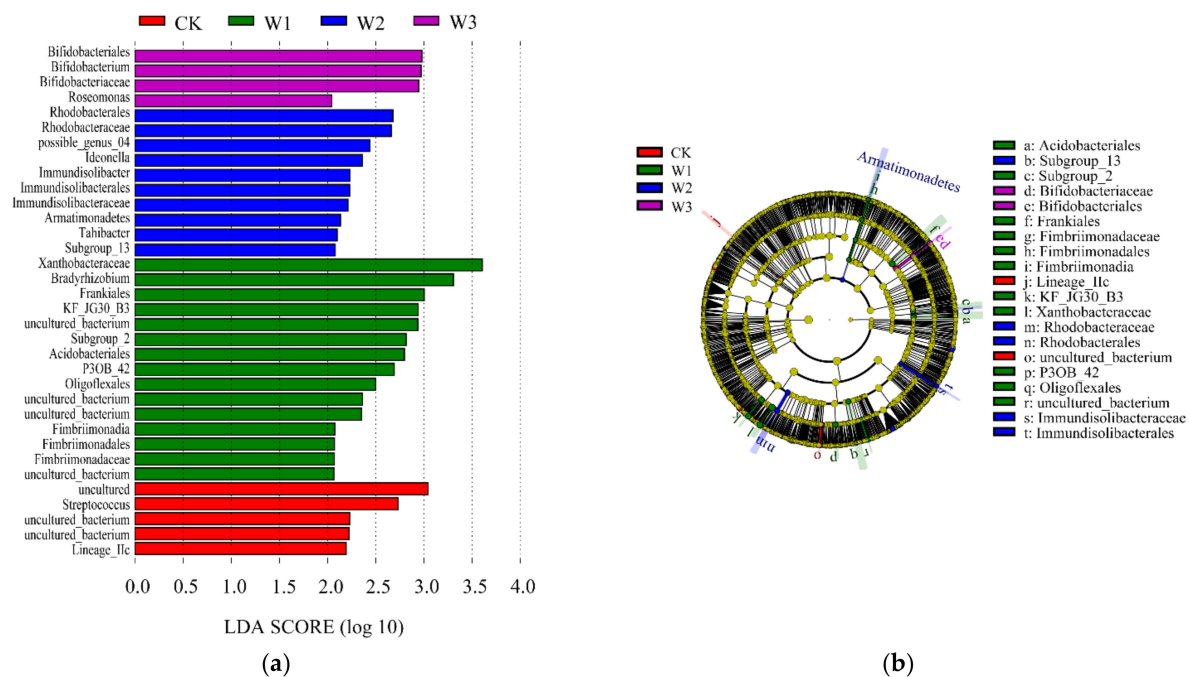 CK W1 W2 W3
Bifidobacteriales
Bifidobacterium
Bifidobacteriaceae
Roseomonas
Rhodobacterales
Rhodobacteraceae
possible_genus_04
Ideonella
Immundisolibacter
Immundisolibacterales
Immundisolibacteraceae
Armatimonadetes
Tahibacter
Subgroup_13
Xanthobacteraceae
Bradyrhizobium
Frankiales
KF_JG30_B3
uncultured_bacterium
Subgroup_2
Acidobacteriales
P3OB_42
Oligoflexales
uncultured_bacterium
uncultured_bacterium
Fimbriimonadia
Fimbriimonadales
Fimbriimonadaceae
uncultured_bacterium
uncultured
Streptococcus
uncultured_bacterium
uncultured_bacterium
Lineage_IIc
0.0 0.5 1.0 1.5 2.0 2.5 3.0 3.5 4.0
LDA SCORE (log 10)
(a)
CK
W1
W2
W3
Armatimonadetes
j
i
h
g
f
e d
c b a
t
s
r
q
p
o
n m
l
k
a: Acidobacteriales
b: Subgroup_13
c: Subgroup_2
d: Bifidobacteriaceae
e: Bifidobacteriales
f: Frankiales
g: Fimbriimonadaceae
h: Fimbriimonadales
i: Fimbriimonadia
j: Lineage_IIc
k: KF_JG30_B3
l: Xanthobacteraceae
m: Rhodobacteraceae
n: Rhodobacterales
o: uncultured_bacterium
p: P3OB_42
q: Oligoflexales
r: uncultured_bacterium
s: Immundisolibacteraceae
t: Immundisolibacterales
(b)